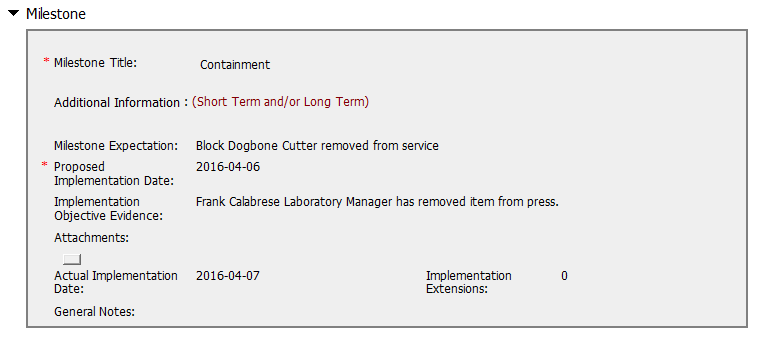 Milestone
* Milestone Title: Containment
Additional Information : (Short Term and/or Long Term)
Milestone Expectation: Block Dogbone Cutter removed from service
* Proposed 2016-04-06
Implementation Date:
Implementation Frank Calabrese Laboratory Manager has removed item from press.
Objective Evidence:
Attachments:
Actual Implementation 2016-04-07 Implementation 0
Date: Extensions:
General Notes: